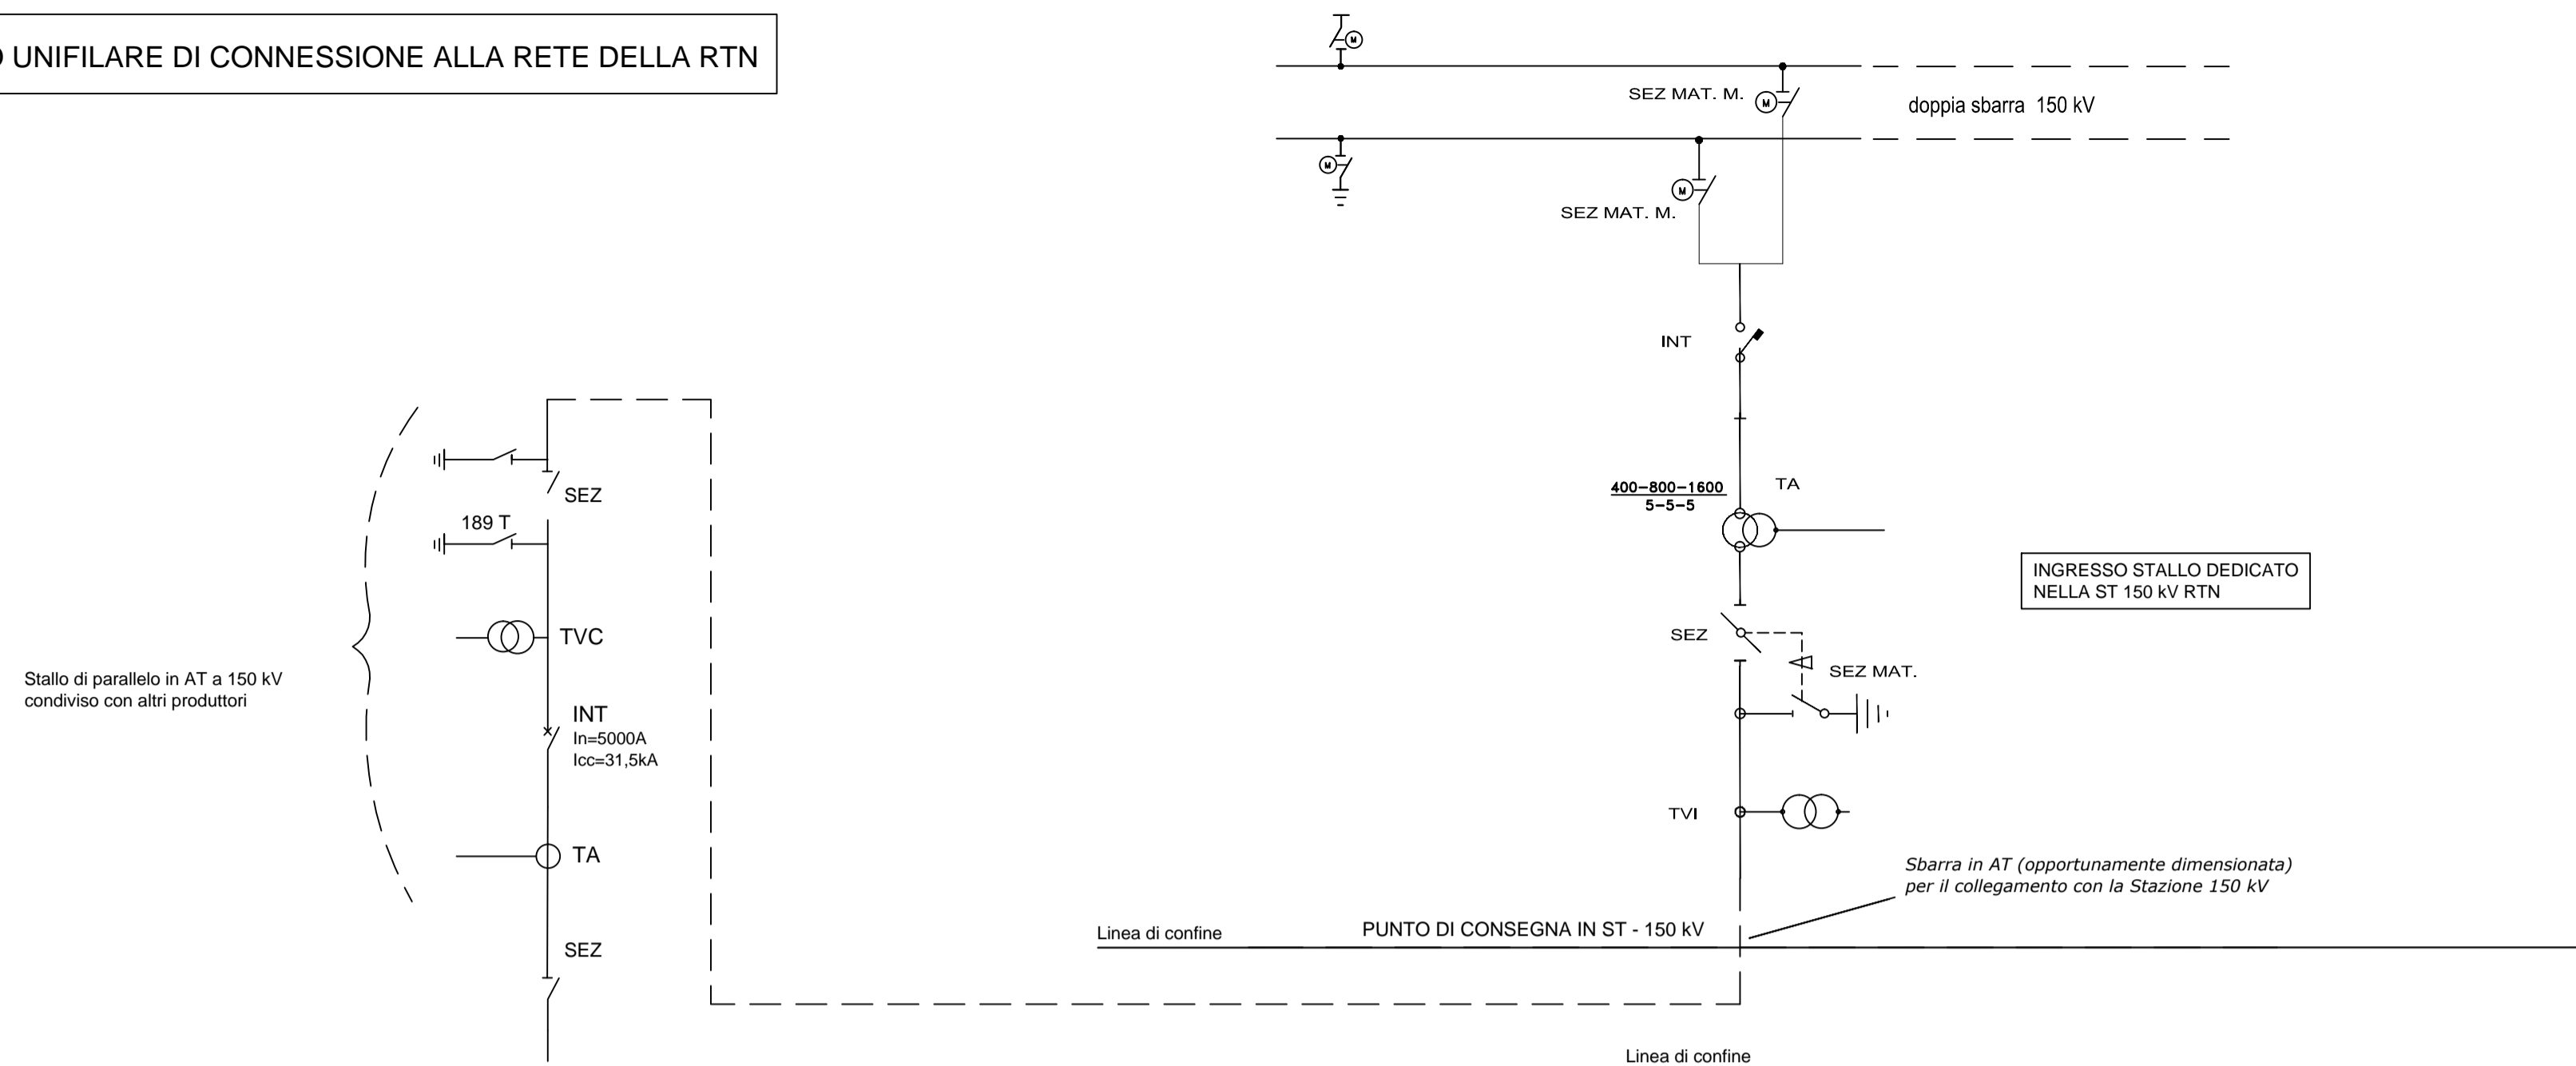 O UNIFILARE DI CONNESSIONE ALLA RETE DELLA RTN
M
SEZ MAT. M.
M
doppia sbarra 150 kV
M
M
SEZ MAT. M.
INT
400-800-1600
5-5-5
TA
SEZ
189 T
INGRESSO STALLO DEDICATO
NELLA ST 150 kV RTN
TVC
SEZ
SEZ MAT.
Stallo di parallelo in AT a 150 kV
condiviso con altri produttori
INT
In=5000A
Icc=31,5kA
TVI
TA
Sbarra in AT (opportunamente dimensionata)
per il collegamento con la Stazione 150 kV
Linea di confine
PUNTO DI CONSEGNA IN ST - 150 kV
SEZ
Linea di confine